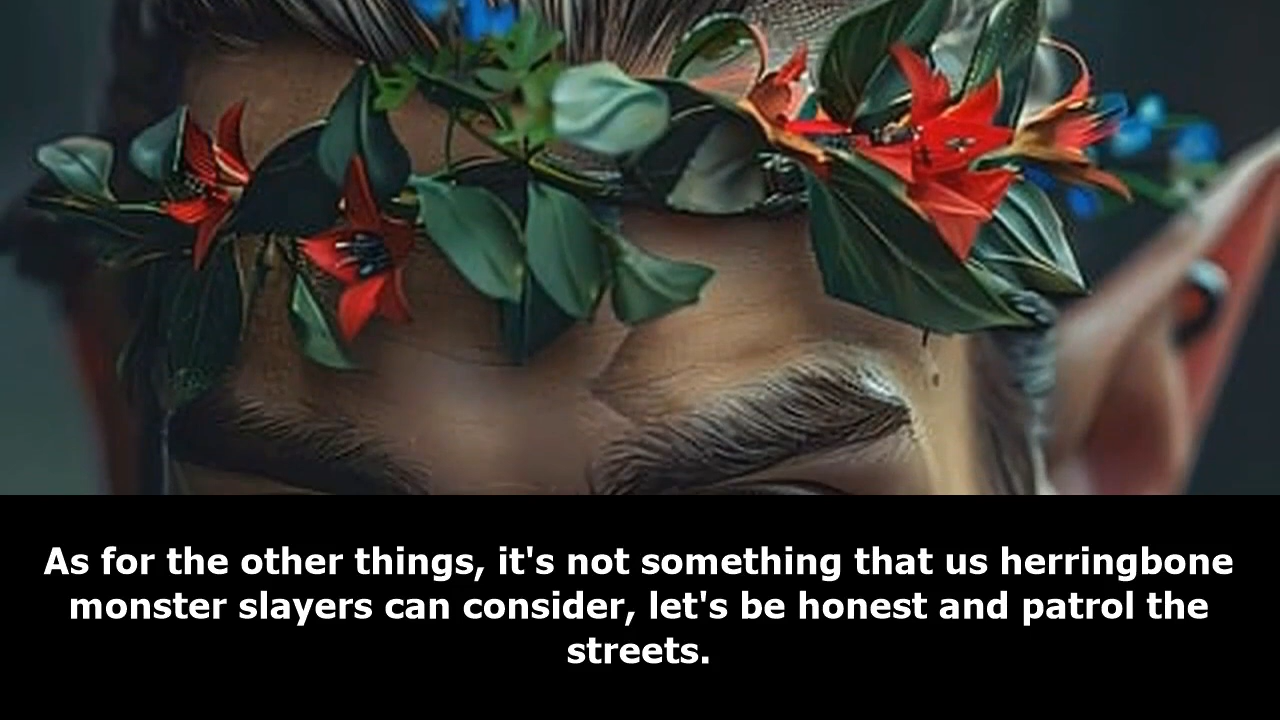 As for the other things, it's not something that us herringbone
monster slayers can consider, let's be honest and patrol the
streets.